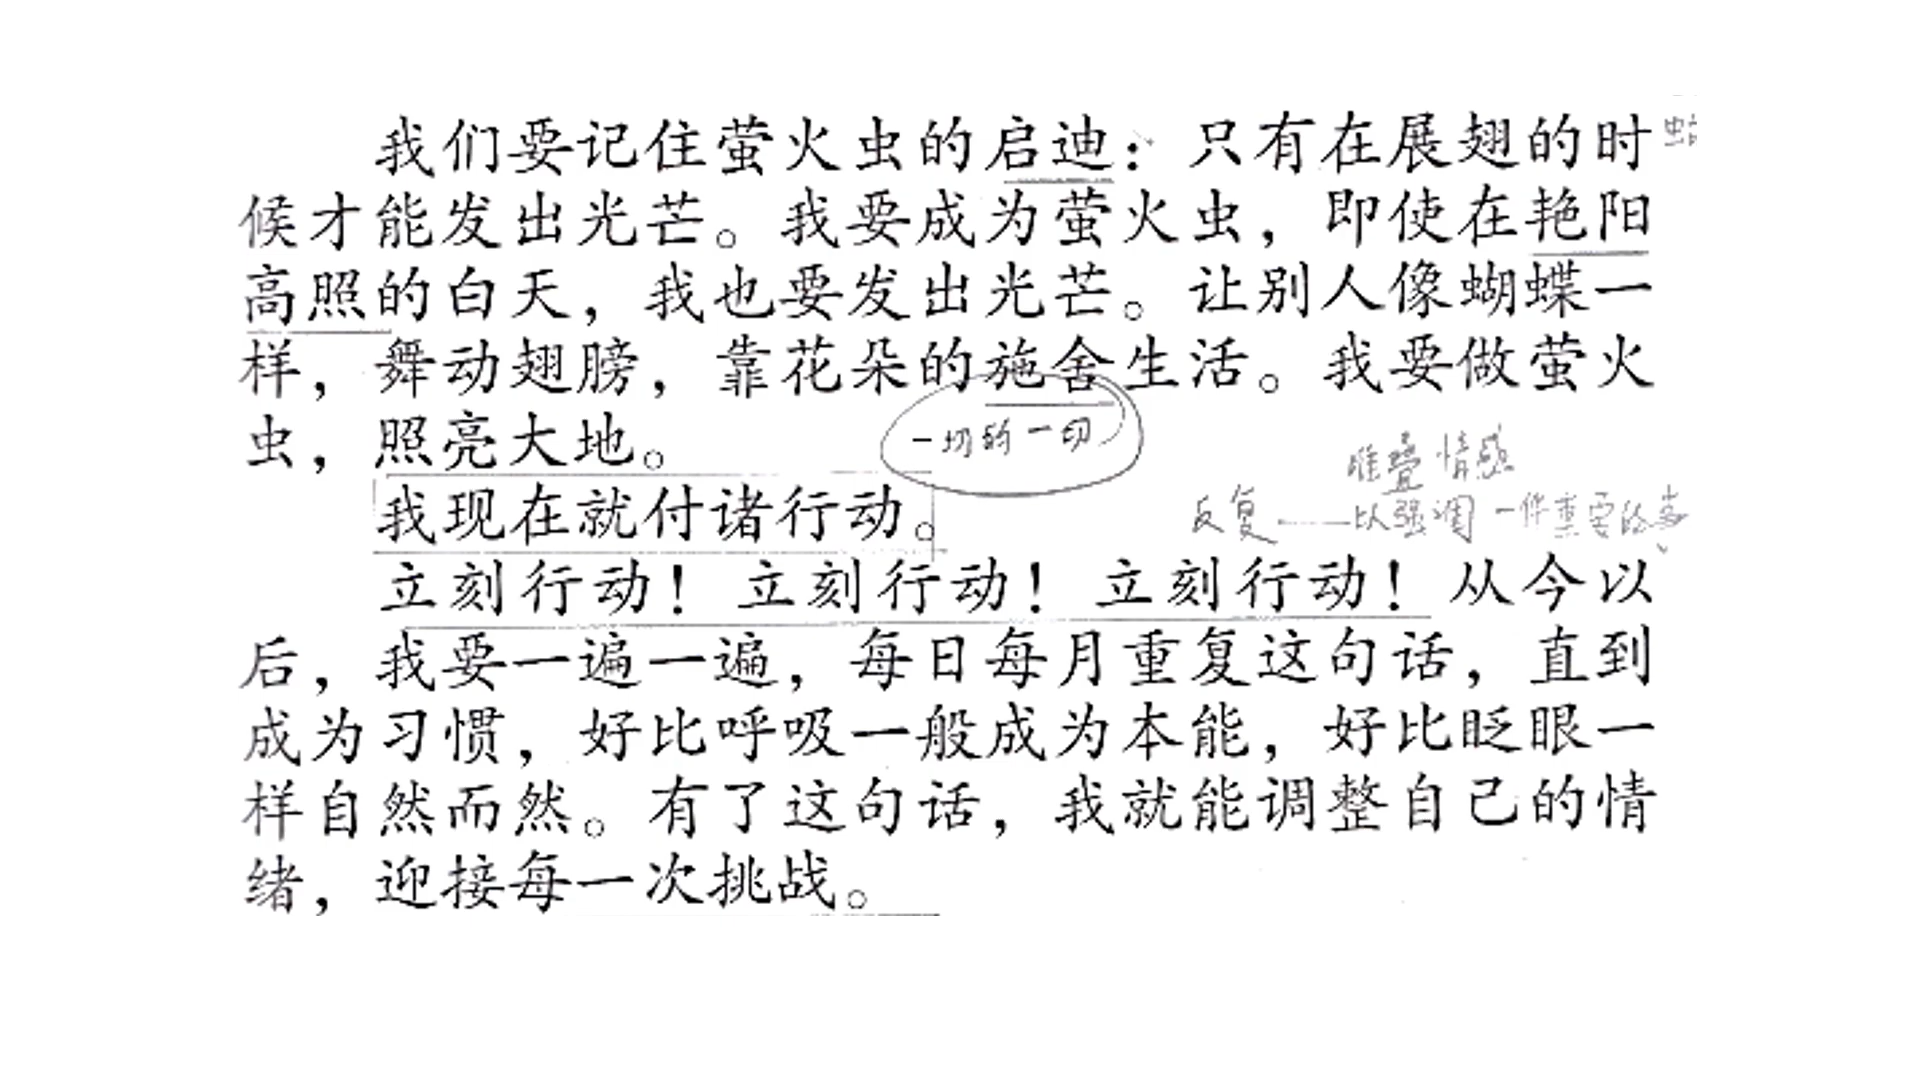 我们要记住萤火虫的启迪：只有在展翅的时
候才能发出光芒。我要成为萤火虫，即使在艳阳
高照的白天，我也要发出光芒。让别人像蝴蝶一
样，舞动翅膀，靠花朵的施舍生活。我要做萤火
虫，照亮大地。
一切的一切
堆叠情感
我现在就付诸行动。
反复——以强调一件重要的事
立刻行动！立刻行动！立刻行动！从今以
后，我要一遍一遍，每日每月重复这句话，直到
成为习惯，好比呼吸一般成为本能，好比眨眼一
样自然而然。有了这句话，我就能调整自己的情
绪，迎接每一次挑战。